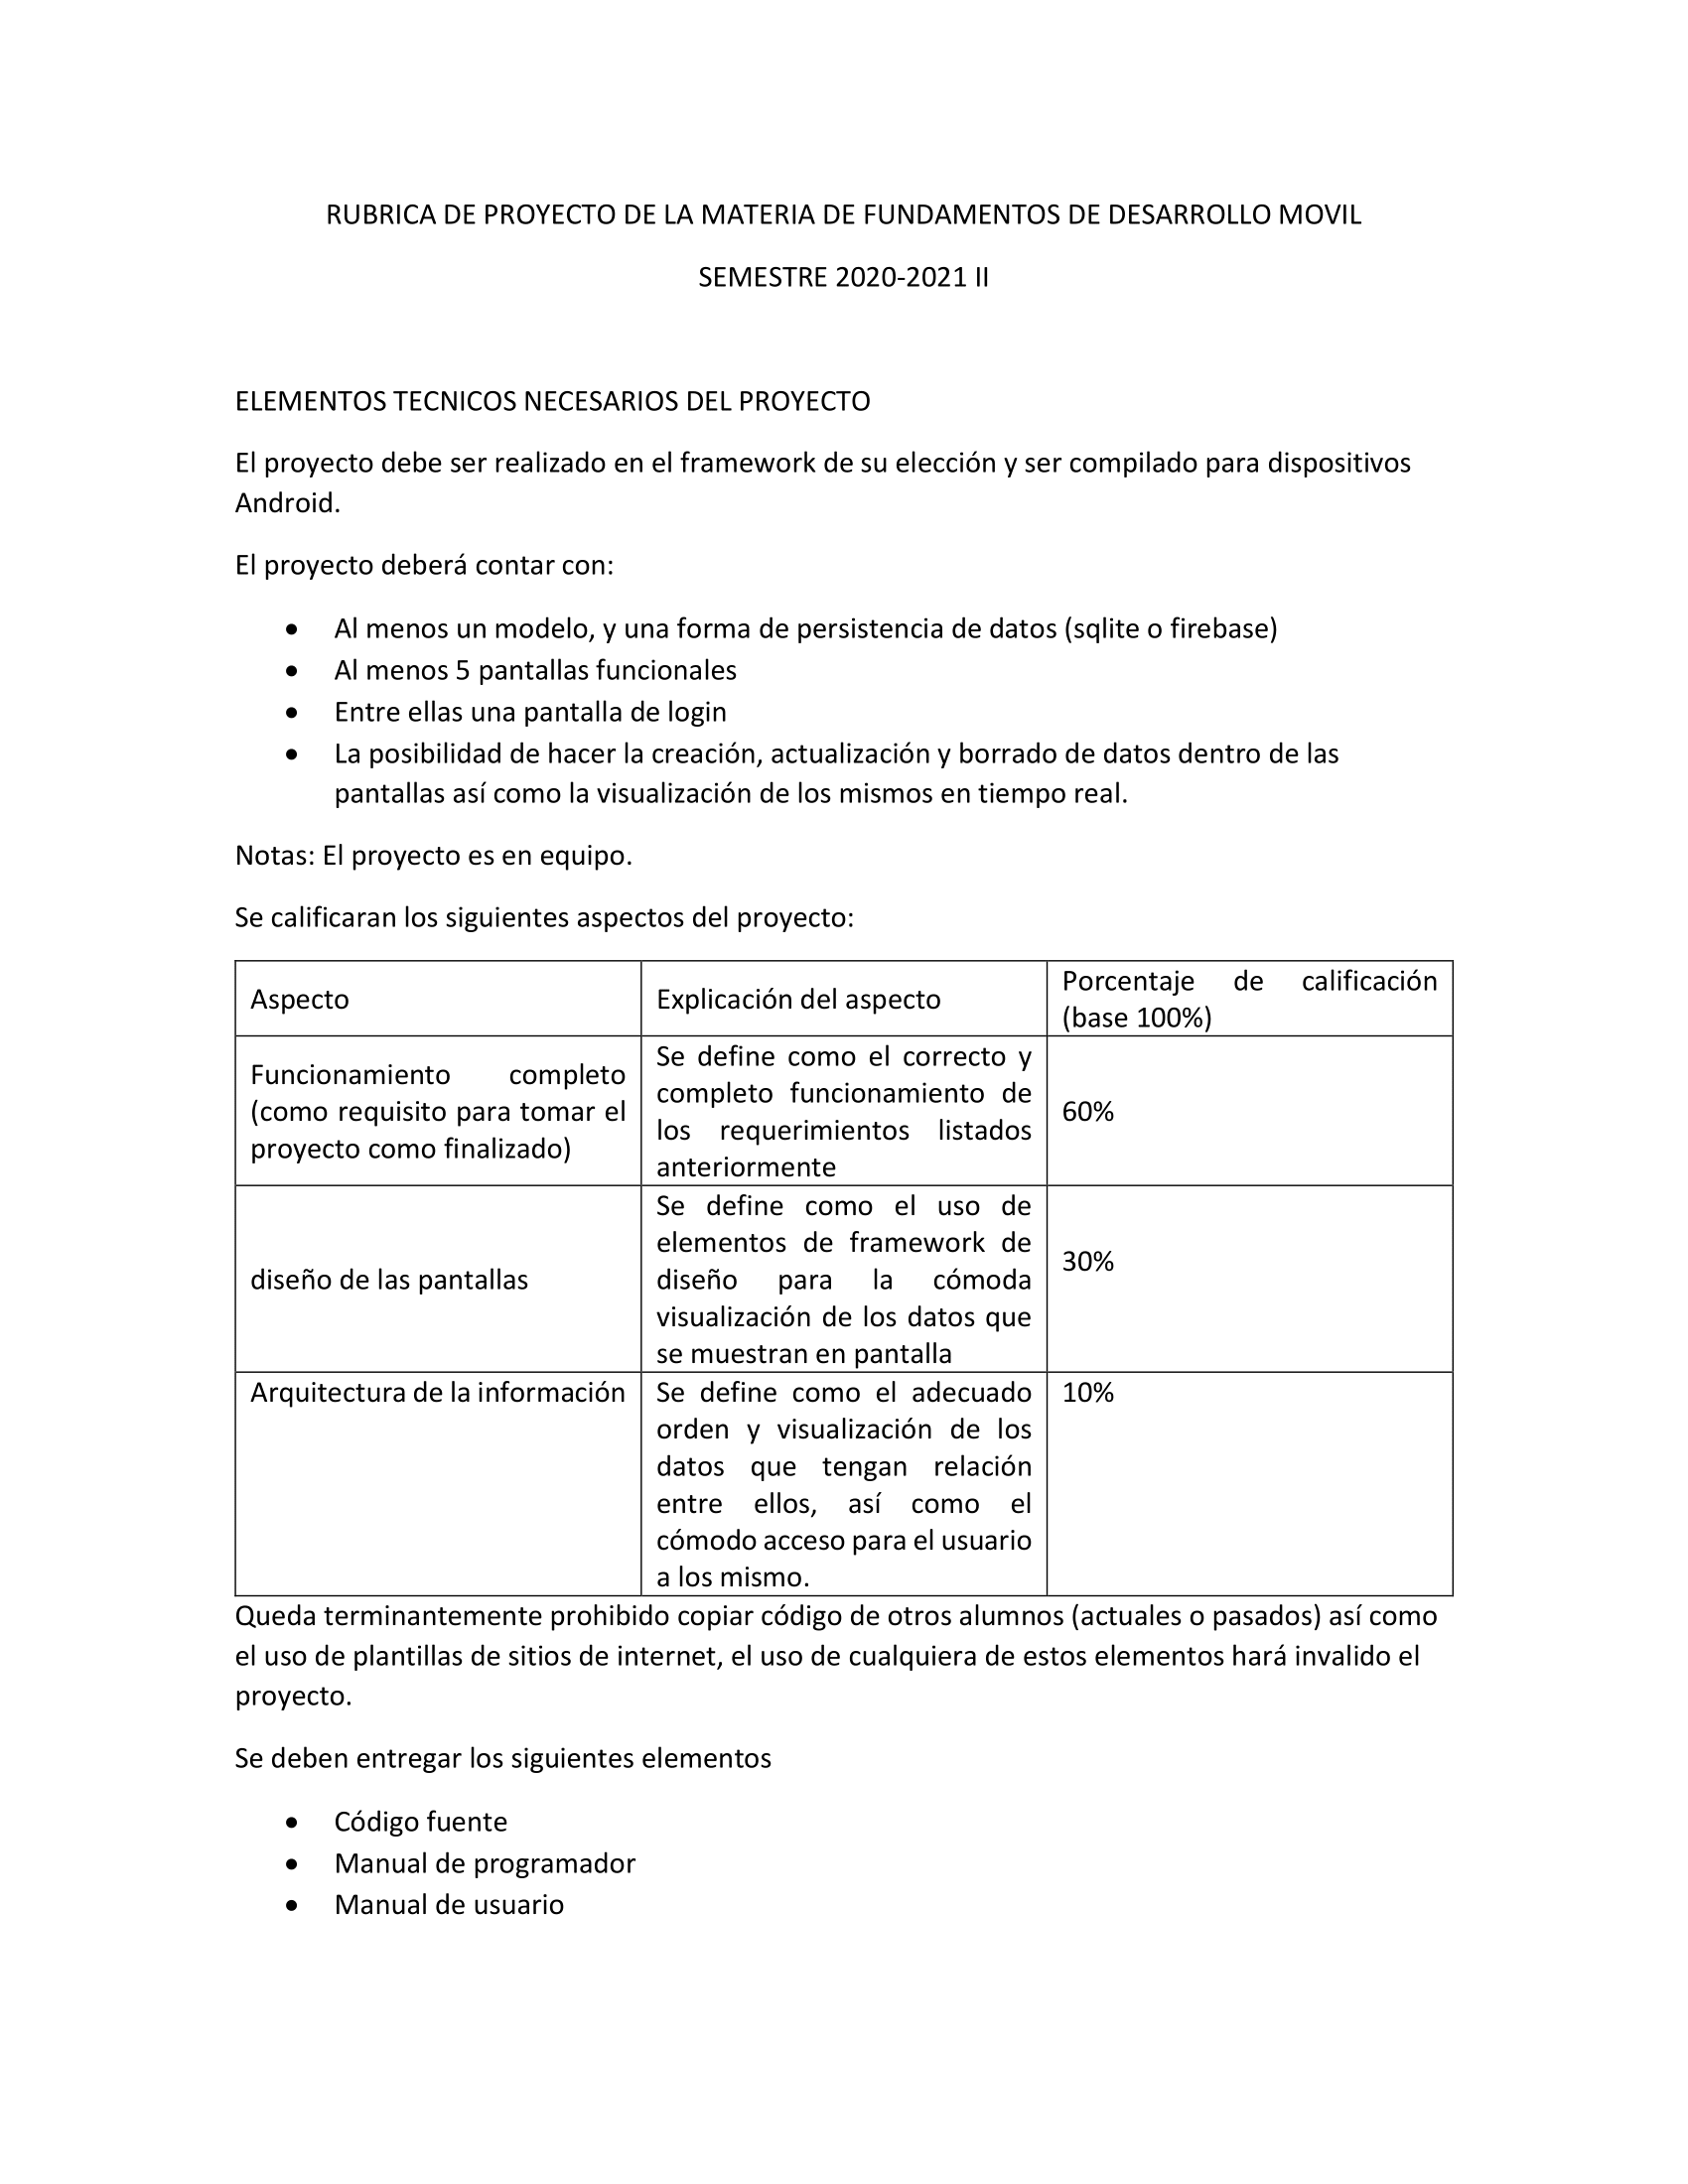 RUBRICA DE PROYECTO DE LA MATERIA DE FUNDAMENTOS DE DESARROLLO MOVIL
SEMESTRE 2020-2021 II
ELEMENTOS TECNICOS NECESARIOS DEL PROYECTO
El proyecto debe ser realizado en el framework de su elección y ser compilado para dispositivos
Android.
El proyecto deberá contar con:
• Al menos un modelo, y una forma de persistencia de datos (sqlite o firebase)
• Al menos 5 pantallas funcionales
• Entre ellas una pantalla de login
• La posibilidad de hacer la creación, actualización y borrado de datos dentro de las
pantallas así como la visualización de los mismos en tiempo real.
Notas: El proyecto es en equipo.
Se calificaran los siguientes aspectos del proyecto:
Aspecto
Explicación del aspecto
Porcentaje de calificación
(base 100%)
Funcionamiento completo
(como requisito para tomar el
proyecto como finalizado)
Se define como el correcto y
completo funcionamiento de
los requerimientos listados
anteriormente
60%
diseño de las pantallas
Se define como el uso de
elementos de framework de
diseño para la cómoda
visualización de los datos que
se muestran en pantalla
30%
Arquitectura de la información
Se define como el adecuado
orden y visualización de los
datos que tengan relación
entre ellos, así como el
cómodo acceso para el usuario
a los mismo.
10%
Queda terminantemente prohibido copiar código de otros alumnos (actuales o pasados) así como
el uso de plantillas de sitios de internet, el uso de cualquiera de estos elementos hará invalido el
proyecto.
Se deben entregar los siguientes elementos
• Código fuente
• Manual de programador
• Manual de usuario